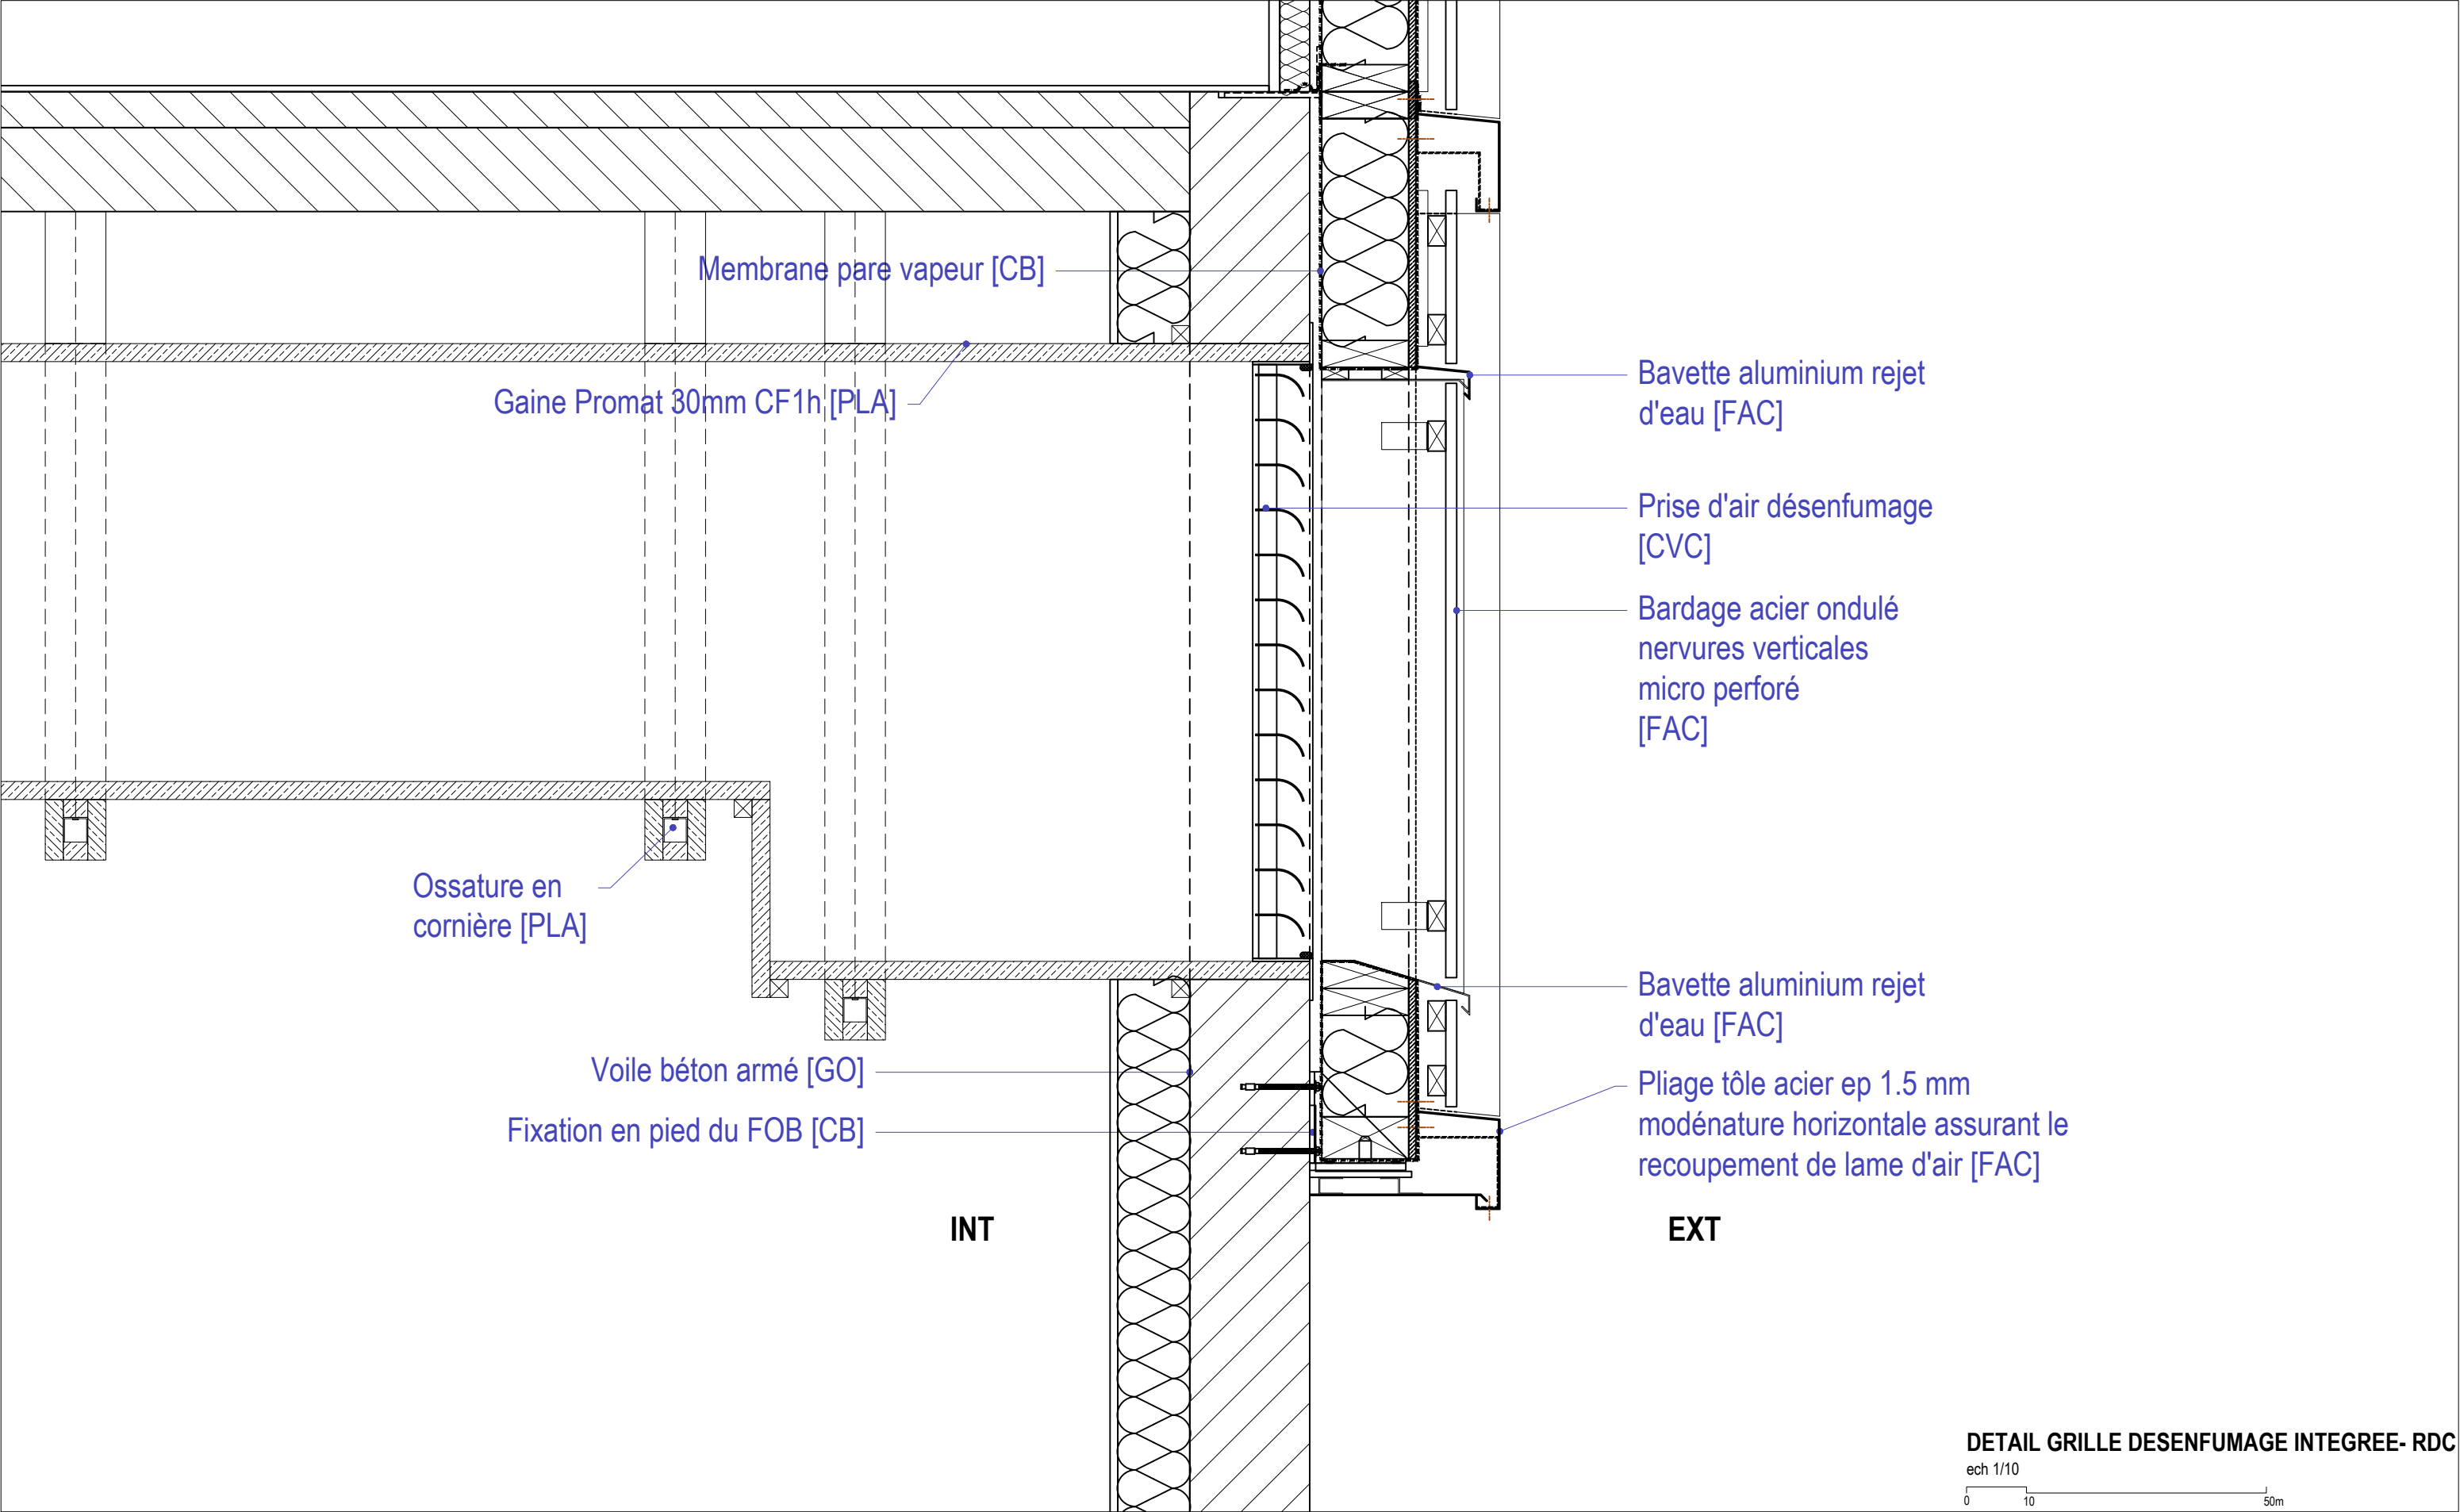 Membrane pare vapeur [CB]
Gaine Promat 30mm CF1h [PLA]
Bavette aluminium rejet
d'eau [FAC]
Prise d'air désenfumage
[CVC]
Bardage acier ondulé
nervures verticales
micro perforé
[FAC]
Ossature en
cornière [PLA]
Bavette aluminium rejet
d'eau [FAC]
Voile béton armé [GO]
Fixation en pied du FOB [CB]
Pliage tôle acier ep 1.5 mm
modénature horizontale assurant le
recoupement de lame d'air [FAC]
INT
EXT
DETAIL GRILLE DESENFUMAGE INTEGREE- RDC
ech 1/10
0 10 50m